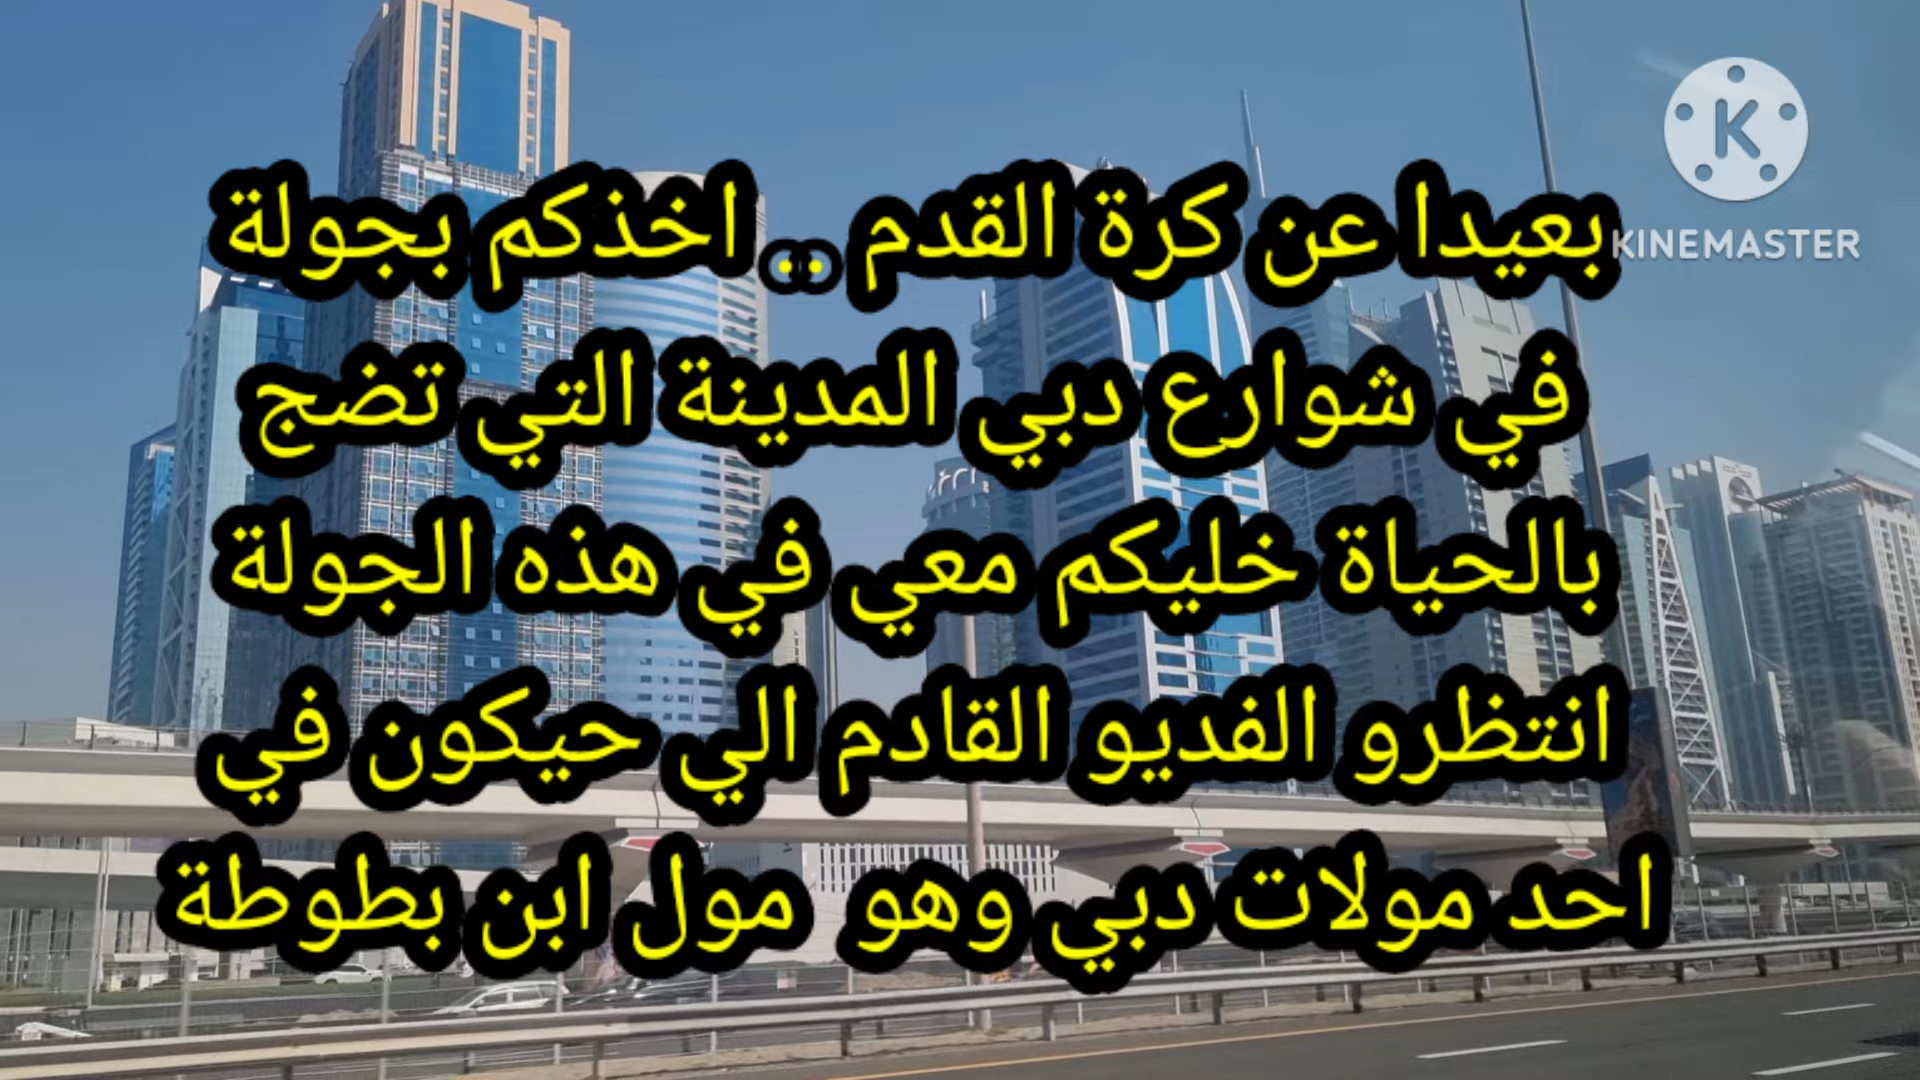 بعيدا عن كرة القدم .. اخذكم بجولة
في شوارع دبي المدينة التي تضج
بالحياة خليكم معي في هذه الجولة
انتظرو الفديو القادم الي حيكون في
احد مولات دبي وهو مول ابن بطوطة
K
KINEMASTER